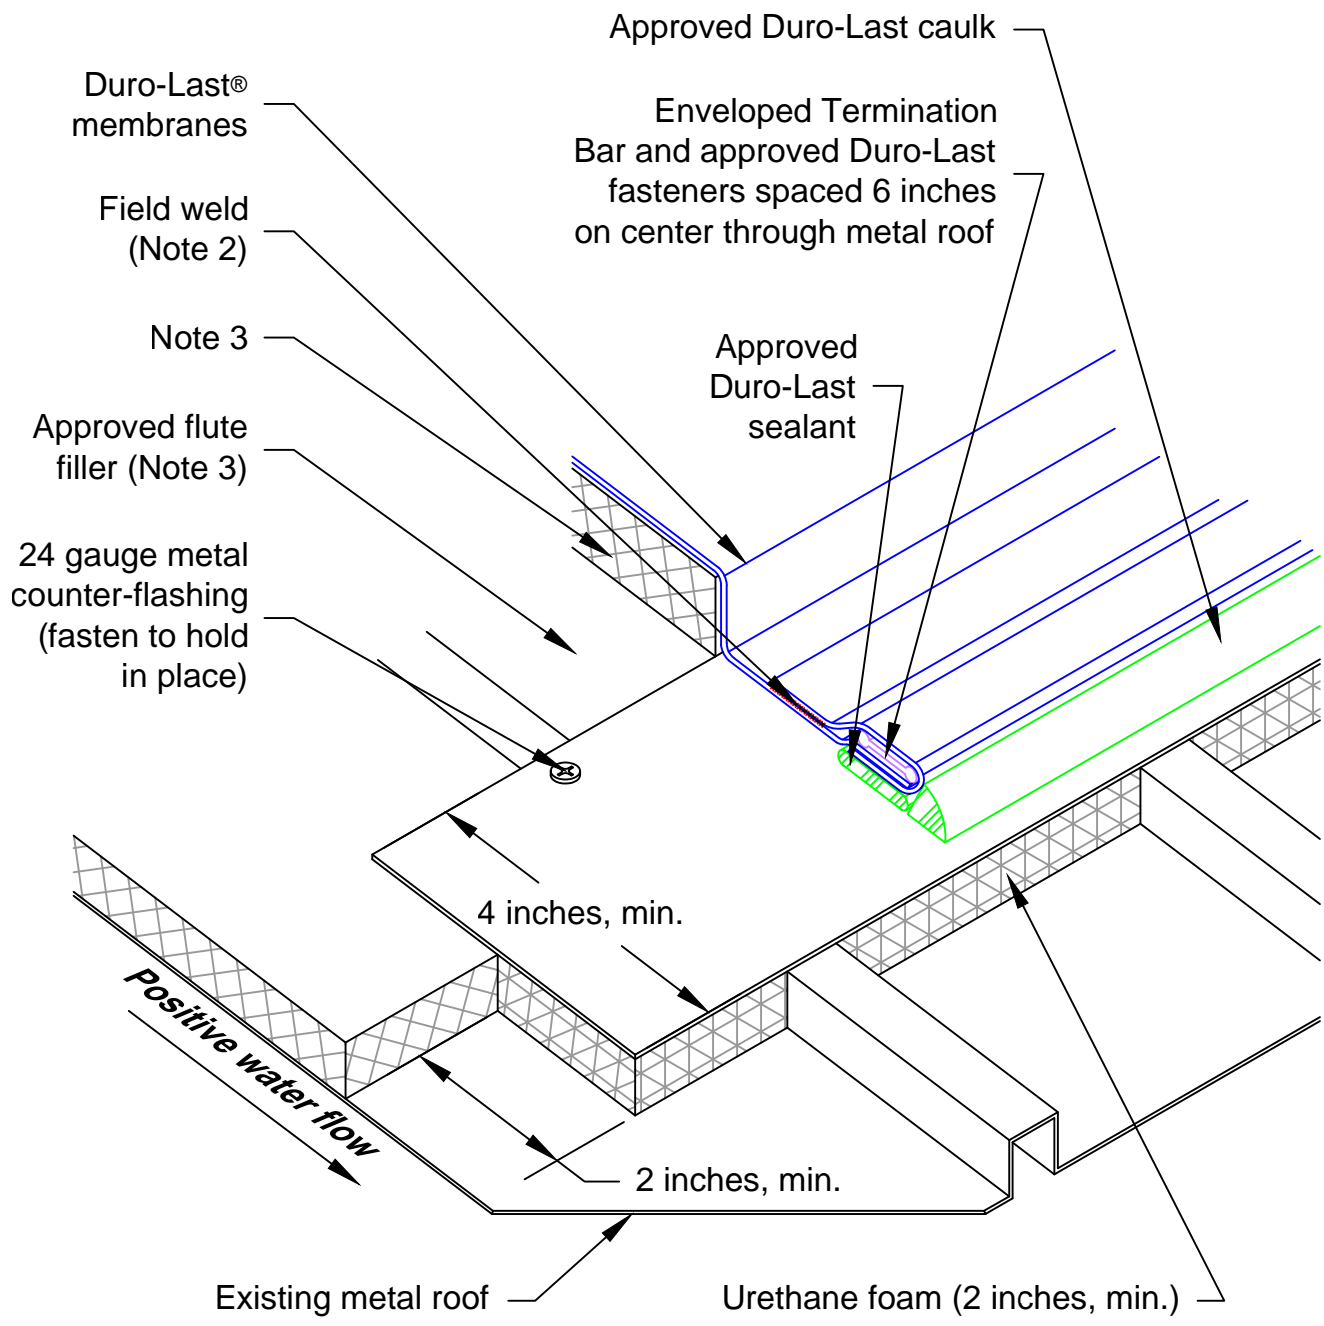 Approved Duro-Last caulk
Duro-Last®
membranes
Enveloped Termination
Bar and approved Duro-Last
fasteners spaced 6 inches
on center through metal roof
Field weld
(Note 2)
Note 3
Approved
Duro-Last
sealant
Approved flute
filler (Note 3)
24 gauge metal
counter-flashing
(fasten to hold
in place)
4 inches, min.
Positive water flow
2 inches, min.
Existing metal roof
Urethane foam (2 inches, min.)